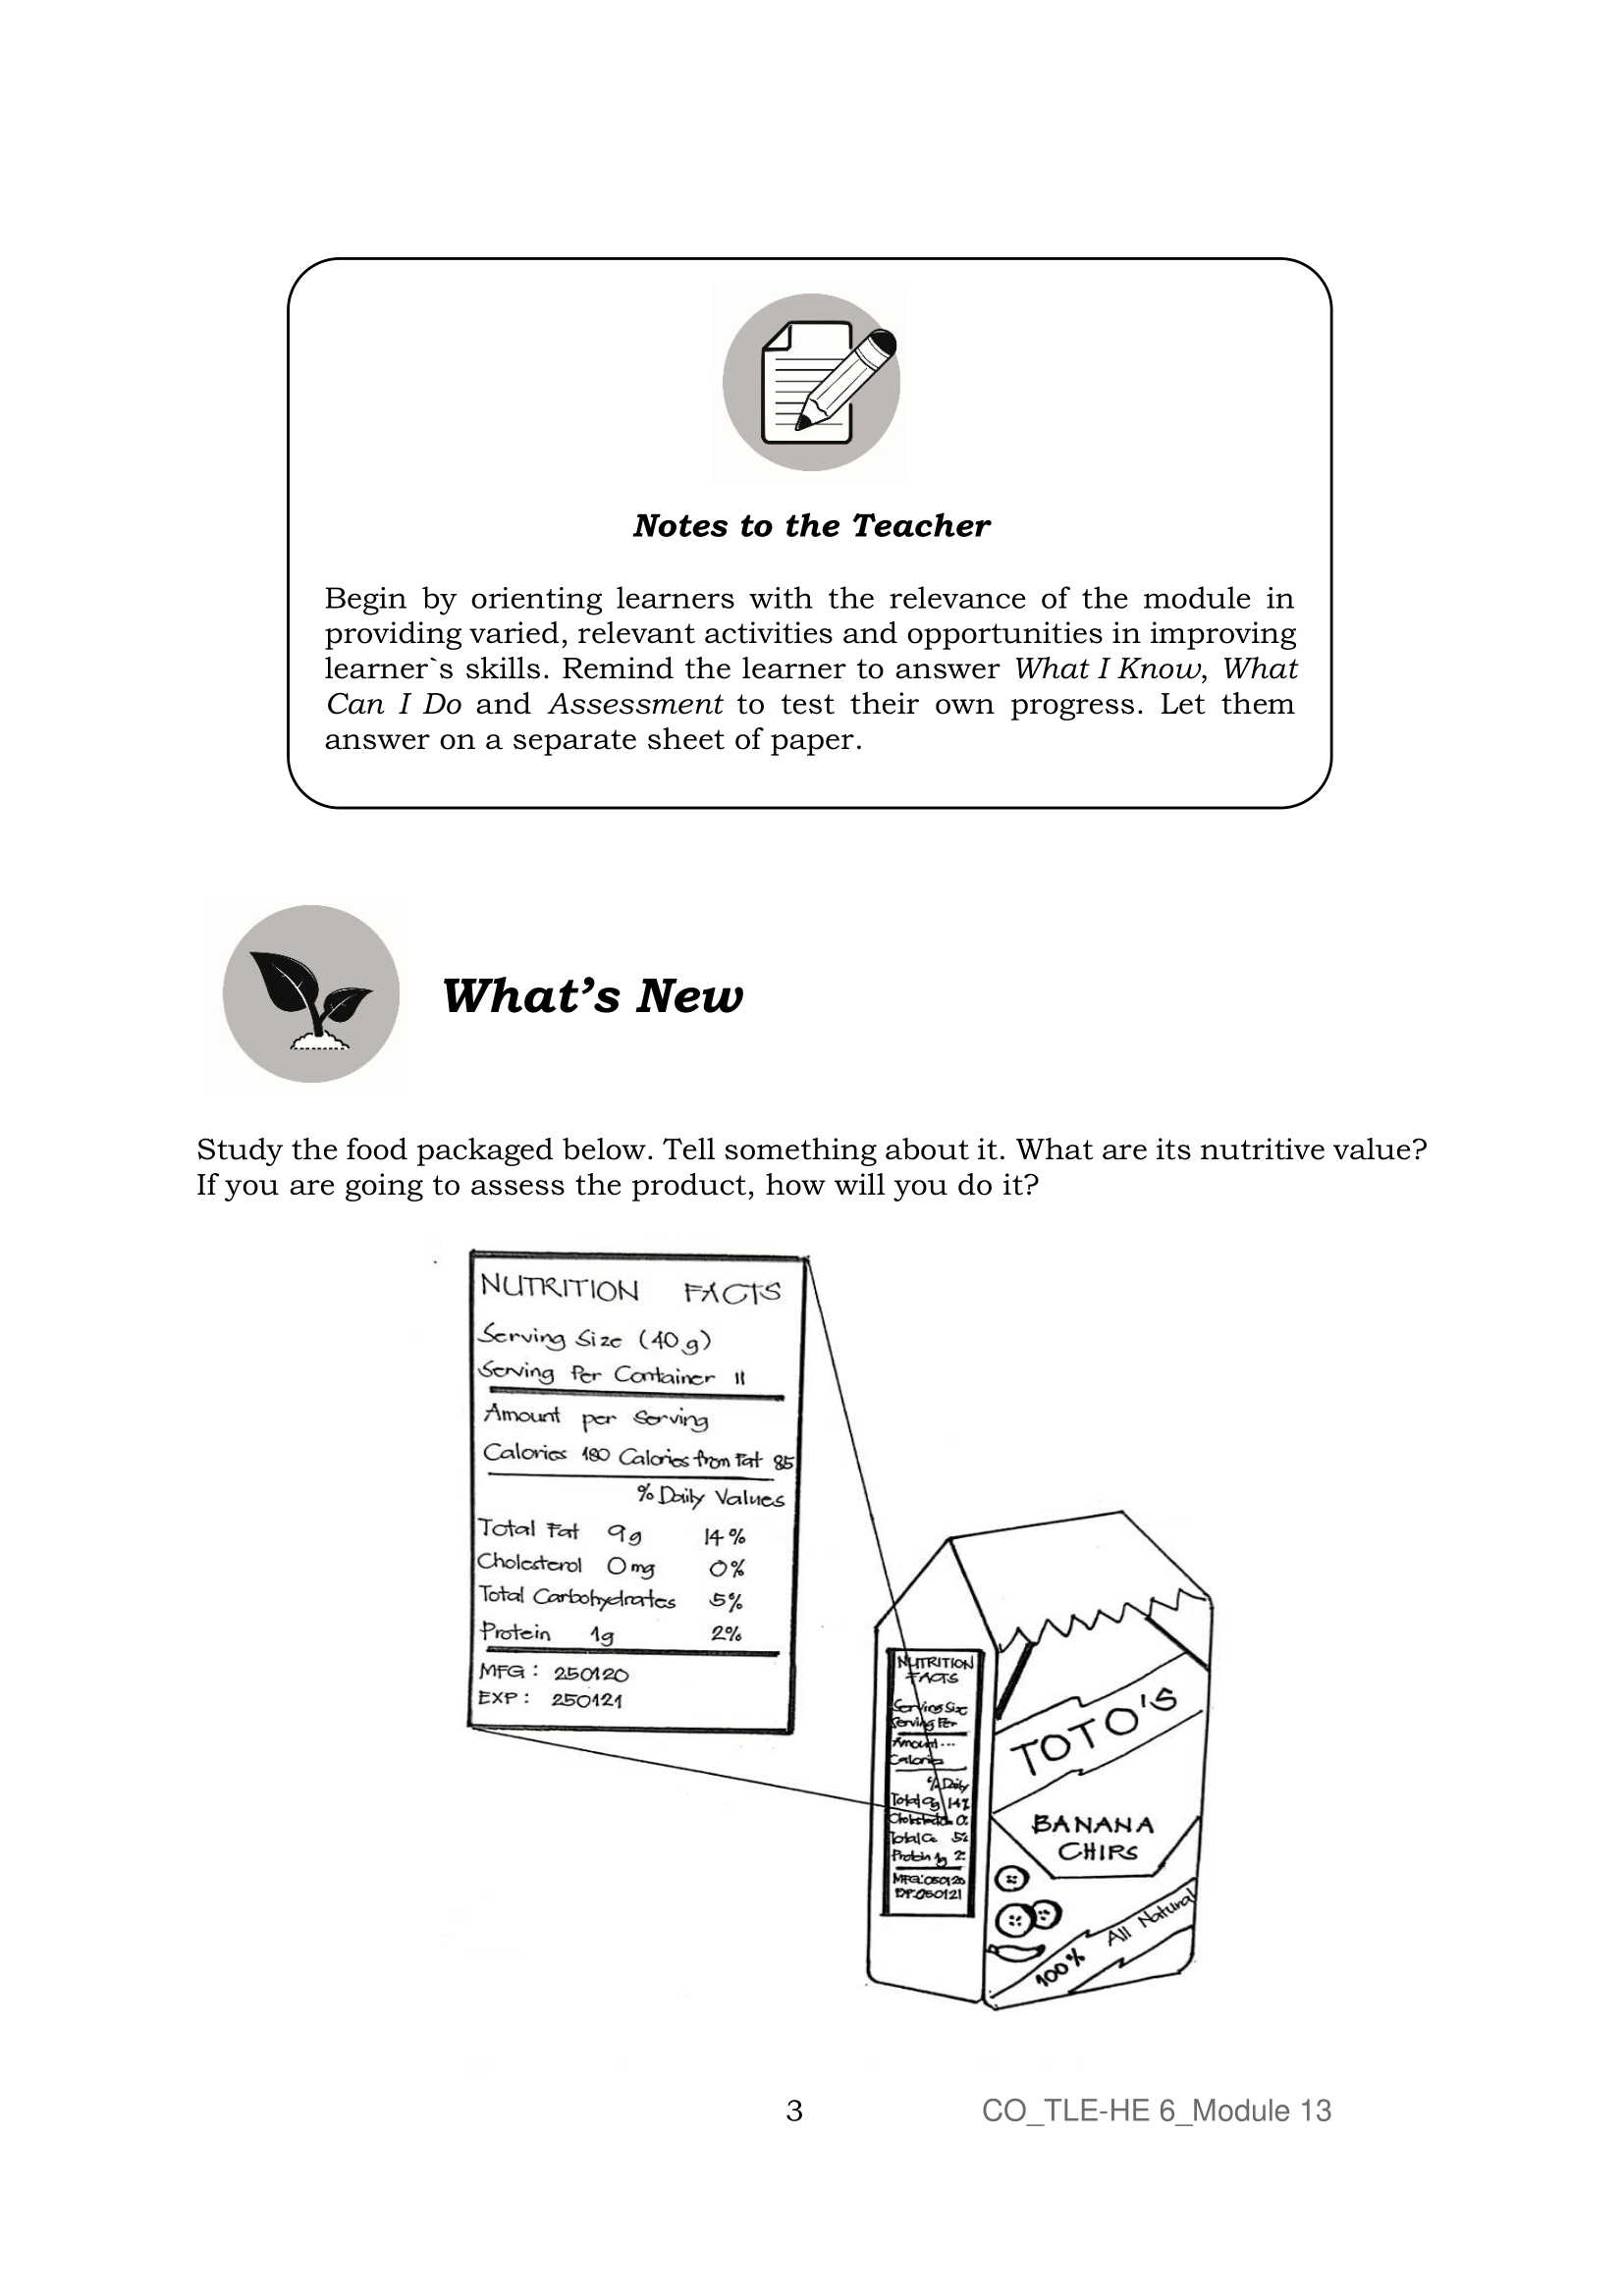 Notes to the Teacher
Begin by orienting learners with the relevance of the module in
providing varied, relevant activities and opportunities in improving
learner`s skills. Remind the learner to answer What I Know, What
Can I Do and Assessment to test their own progress. Let them
answer on a separate sheet of paper.
What's New
Study the food packaged below. Tell something about it. What are its nutritive value?
If you are going to assess the product, how will you do it?
NUTRITION FACTS
Serving Size (40g)
Serving Per Container 11
Amount per Serving
Calories 180 Calories from Fat 85
% Daily Values
Total Fat 9g 14%
Cholesterol 0mg 0%
Total Carbohydrates 5%
Protein 1g 2%
MFG: 250120
EXP: 250121
NUTRITION
FACTS
Serving Size
Serving Per
Amount...
Calories
% Daily
Total 9g 14%
0%
Total C 5%
Protein 1g 2%
MFG:050120
050121
TOTO'S
BANANA
CHIPS
100% All Natural
3 CO_TLE-HE 6_Module 13